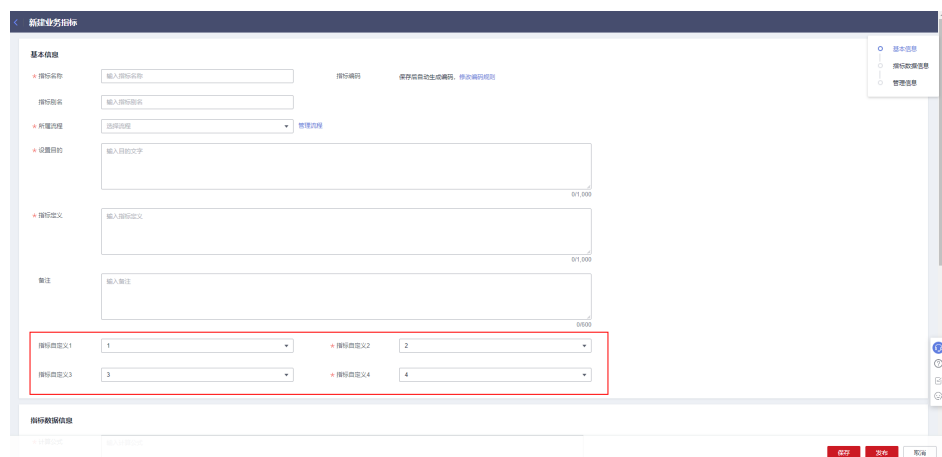 新建业务指标
基本信息
基本信息
指标数据信息
管理信息
* 指标名称 输入指标名称 指标编码 保存后自动生成编码，修改编码规则
指标别名 输入指标别名
* 所属流程 选择流程 管理流程
* 设置目的 输入目的文字
0/1,000
* 指标定义 输入指标定义
0/1,000
备注 输入备注
0/600
指标自定义1 1 * 指标自定义2 2
指标自定义3 3 * 指标自定义4 4
指标数据信息
保存 发布 取消